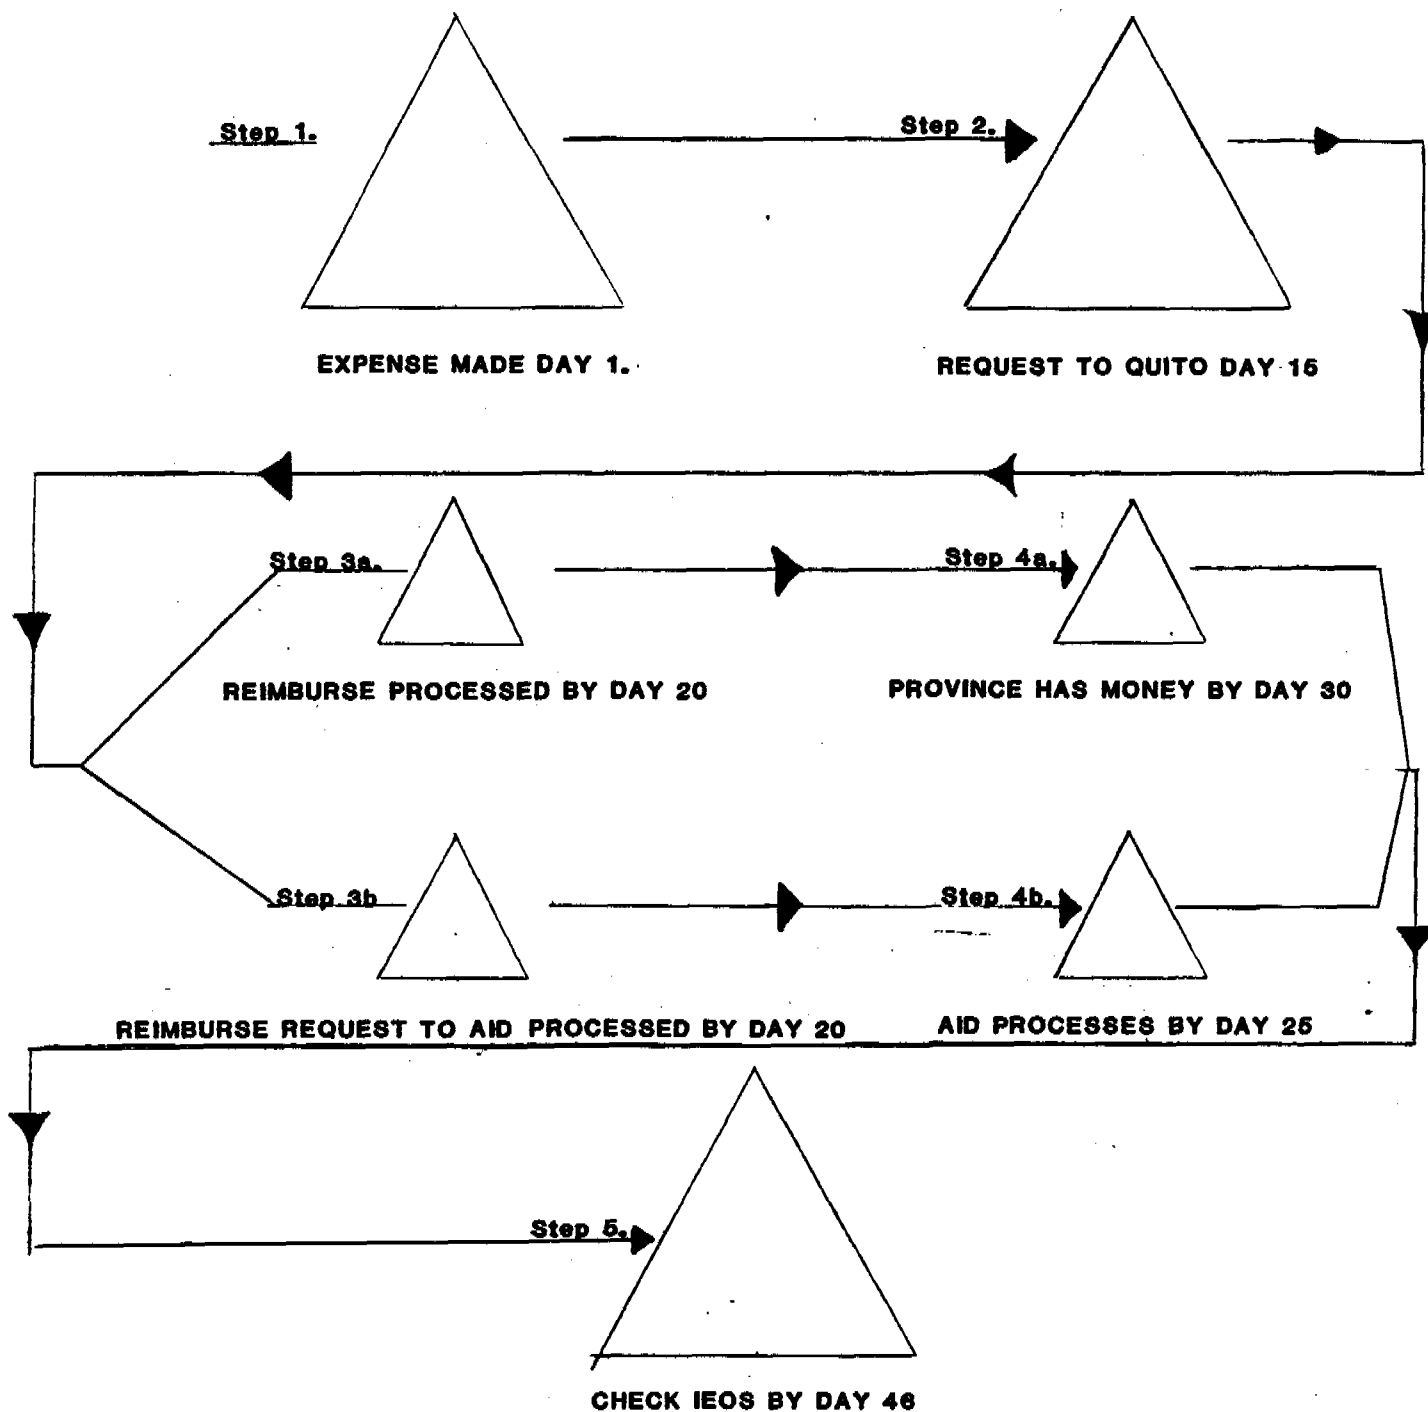 Step 1.
Step 2.
EXPENSE MADE DAY 1.
REQUEST TO QUITO DAY 15
Step 3a.
Step 4a.
REIMBURSE PROCESSED BY DAY 20
PROVINCE HAS MONEY BY DAY 30
Step 3b
Step 4b.
REIMBURSE REQUEST TO AID PROCESSED BY DAY 20
AID PROCESSES BY DAY 25
Step 5.
CHECK IEOS BY DAY 46